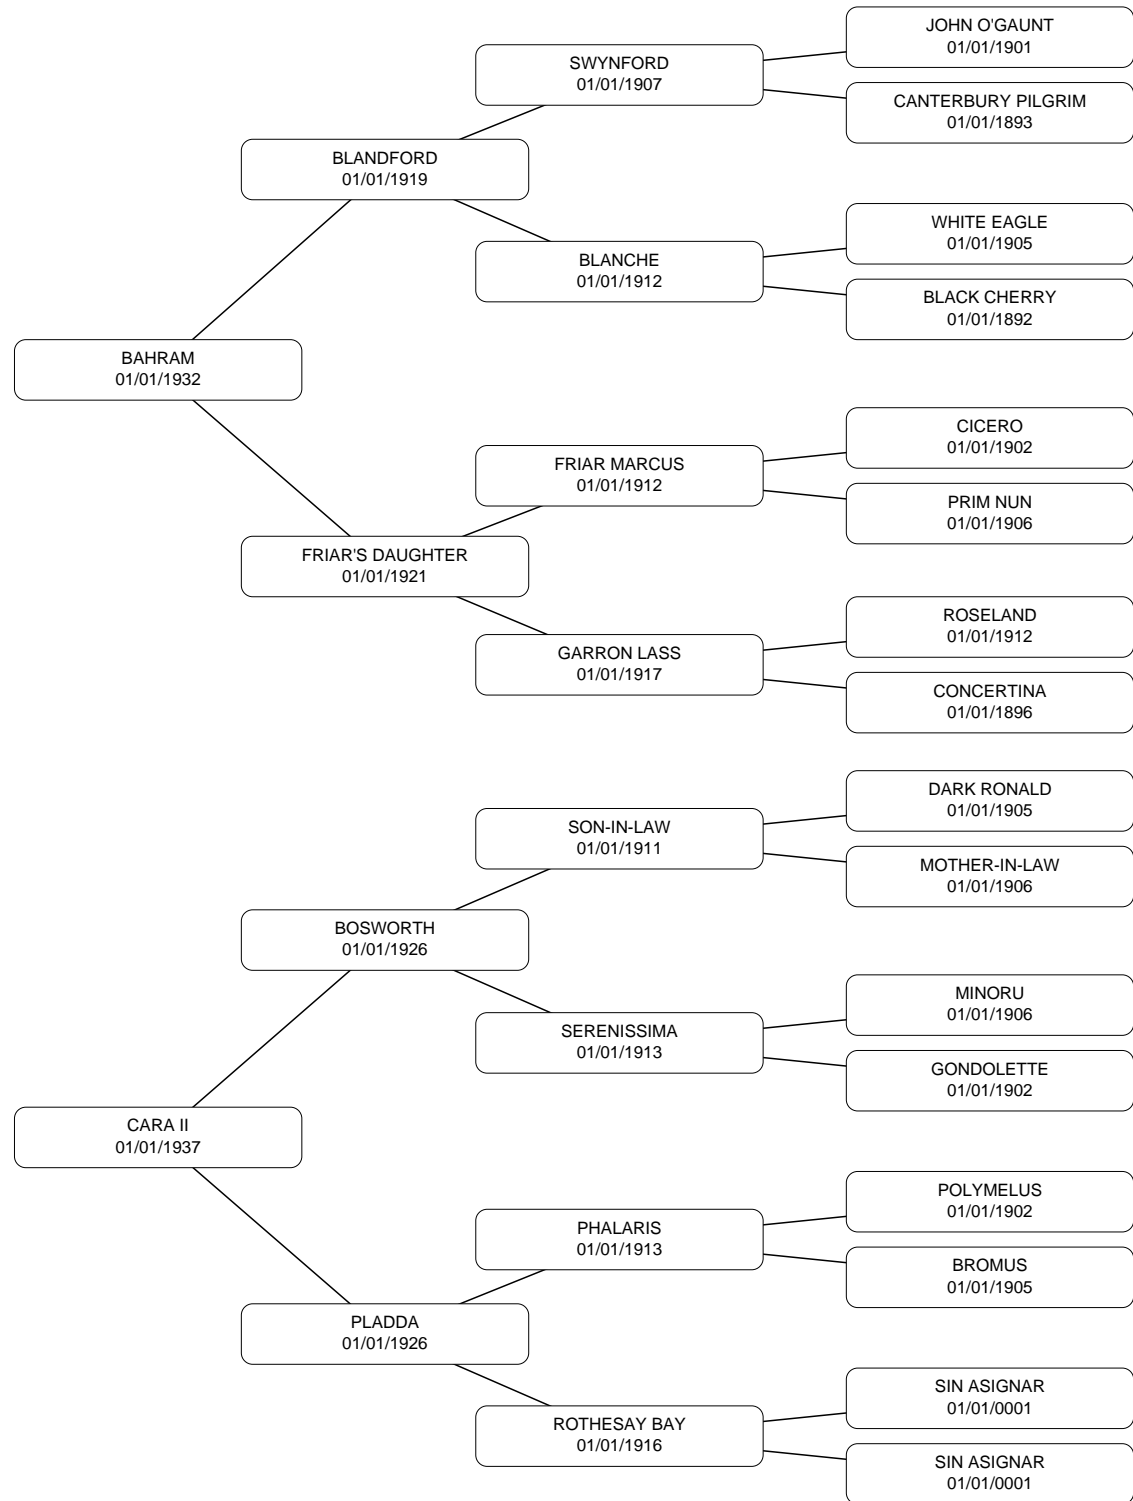 JOHN O'GAUNT
01/01/1901
SWYNFORD
01/01/1907
CANTERBURY PILGRIM
01/01/1893
BLANDFORD
01/01/1919
WHITE EAGLE
01/01/1905
BLANCHE
01/01/1912
BLACK CHERRY
01/01/1892
BAHRAM
01/01/1932
CICERO
01/01/1902
FRIAR MARCUS
01/01/1912
PRIM NUN
01/01/1906
FRIAR'S DAUGHTER
01/01/1921
ROSELAND
01/01/1912
GARRON LASS
01/01/1917
CONCERTINA
01/01/1896
DARK RONALD
01/01/1905
SON-IN-LAW
01/01/1911
MOTHER-IN-LAW
01/01/1906
BOSWORTH
01/01/1926
MINORU
01/01/1906
SERENISSIMA
01/01/1913
GONDOLETTE
01/01/1902
CARA II
01/01/1937
POLYMELUS
01/01/1902
PHALARIS
01/01/1913
BROMUS
01/01/1905
PLADDA
01/01/1926
SIN ASIGNAR
01/01/0001
ROTHESAY BAY
01/01/1916
SIN ASIGNAR
01/01/0001